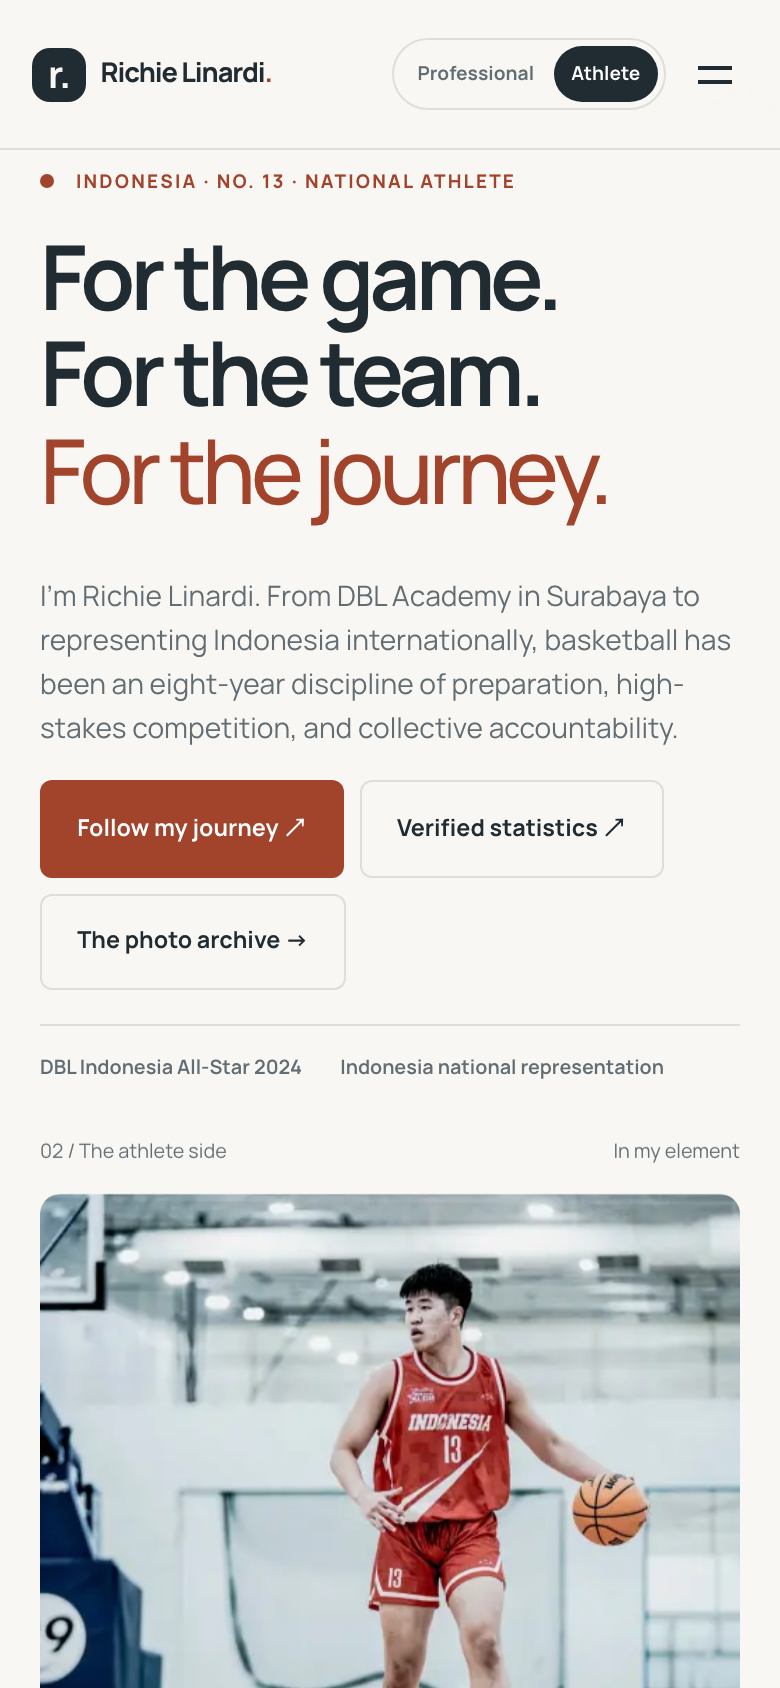 r.
Richie Linardi.
Professional
Athlete
INDONESIA · NO. 13 · NATIONAL ATHLETE
For the game.
For the team.
For the journey.
I'm Richie Linardi. From DBL Academy in Surabaya to
representing Indonesia internationally, basketball has
been an eight-year discipline of preparation, high-
stakes competition, and collective accountability.
Follow my journey ↗
Verified statistics ↗
The photo archive →
DBL Indonesia All-Star 2024
Indonesia national representation
02 / The athlete side
In my element
INDONESIA
13
13
9